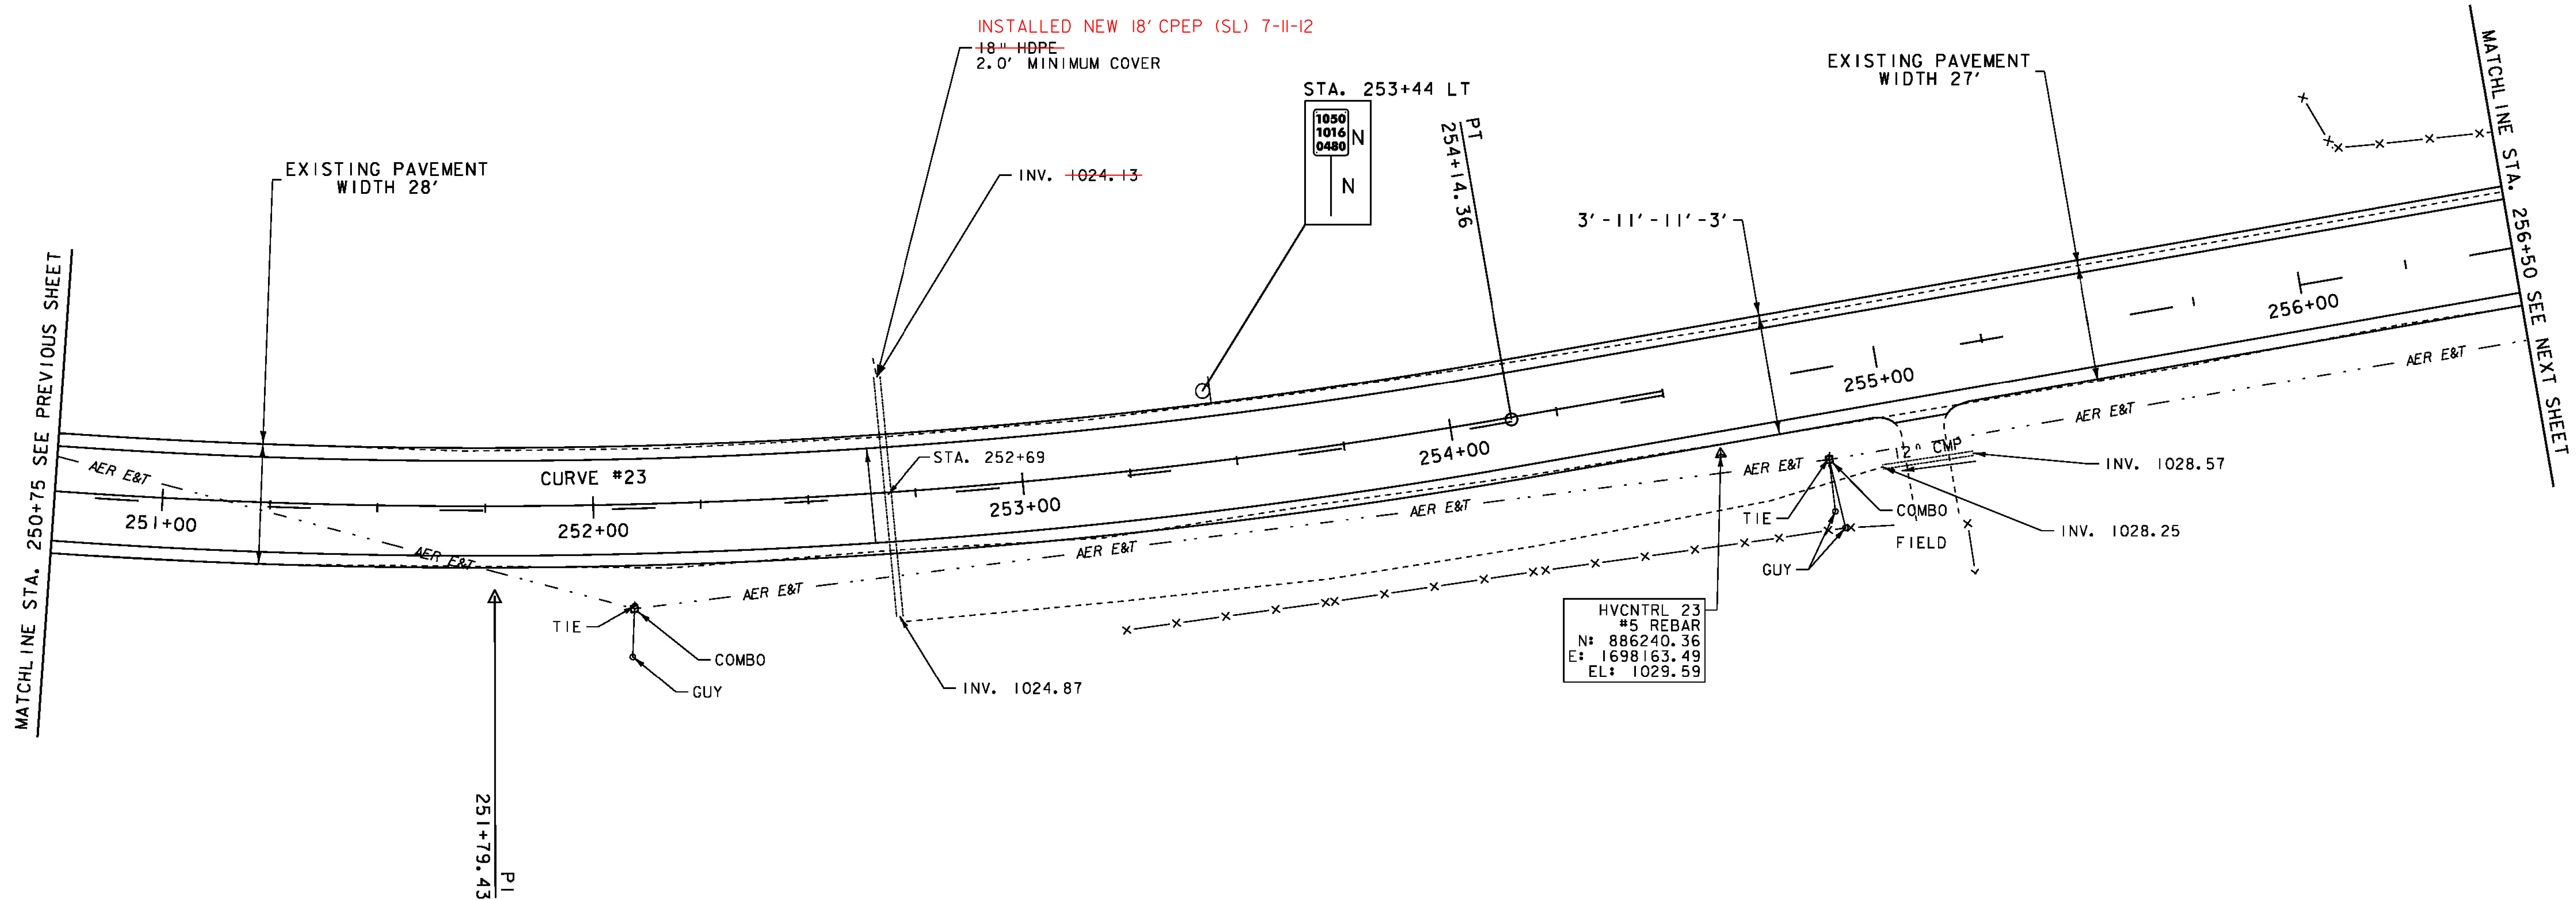 INSTALLED NEW 18' CPEP (SL) 7-11-12
18" HDPE
2.0' MINIMUM COVER
EXISTING PAVEMENT
WIDTH 27'
MATCHLINE STA. 256+50 SEE NEXT SHEET
STA. 253+44 LT
1050
1016
0480
N
N
PT
254+14.36
INV. 1024.13
EXISTING PAVEMENT
WIDTH 28'
3'-11'-11'-3'
MATCHLINE STA. 250+75 SEE PREVIOUS SHEET
256+00
AER E&T
255+00
AER E&T
254+00
2" CMP
INV. 1028.57
STA. 252+69
AER E&T
CURVE #23
AER E&T
253+00
AER E&T
251+00
252+00
TIE
COMBO
INV. 1028.25
FIELD
AER E&T
AER E&T
GUY
AER E&T
TIE
HVCNTRL 23
#5 REBAR
N: 886240.36
E: 1698163.49
EL: 1029.59
COMBO
GUY
INV. 1024.87
PI
251+79.43